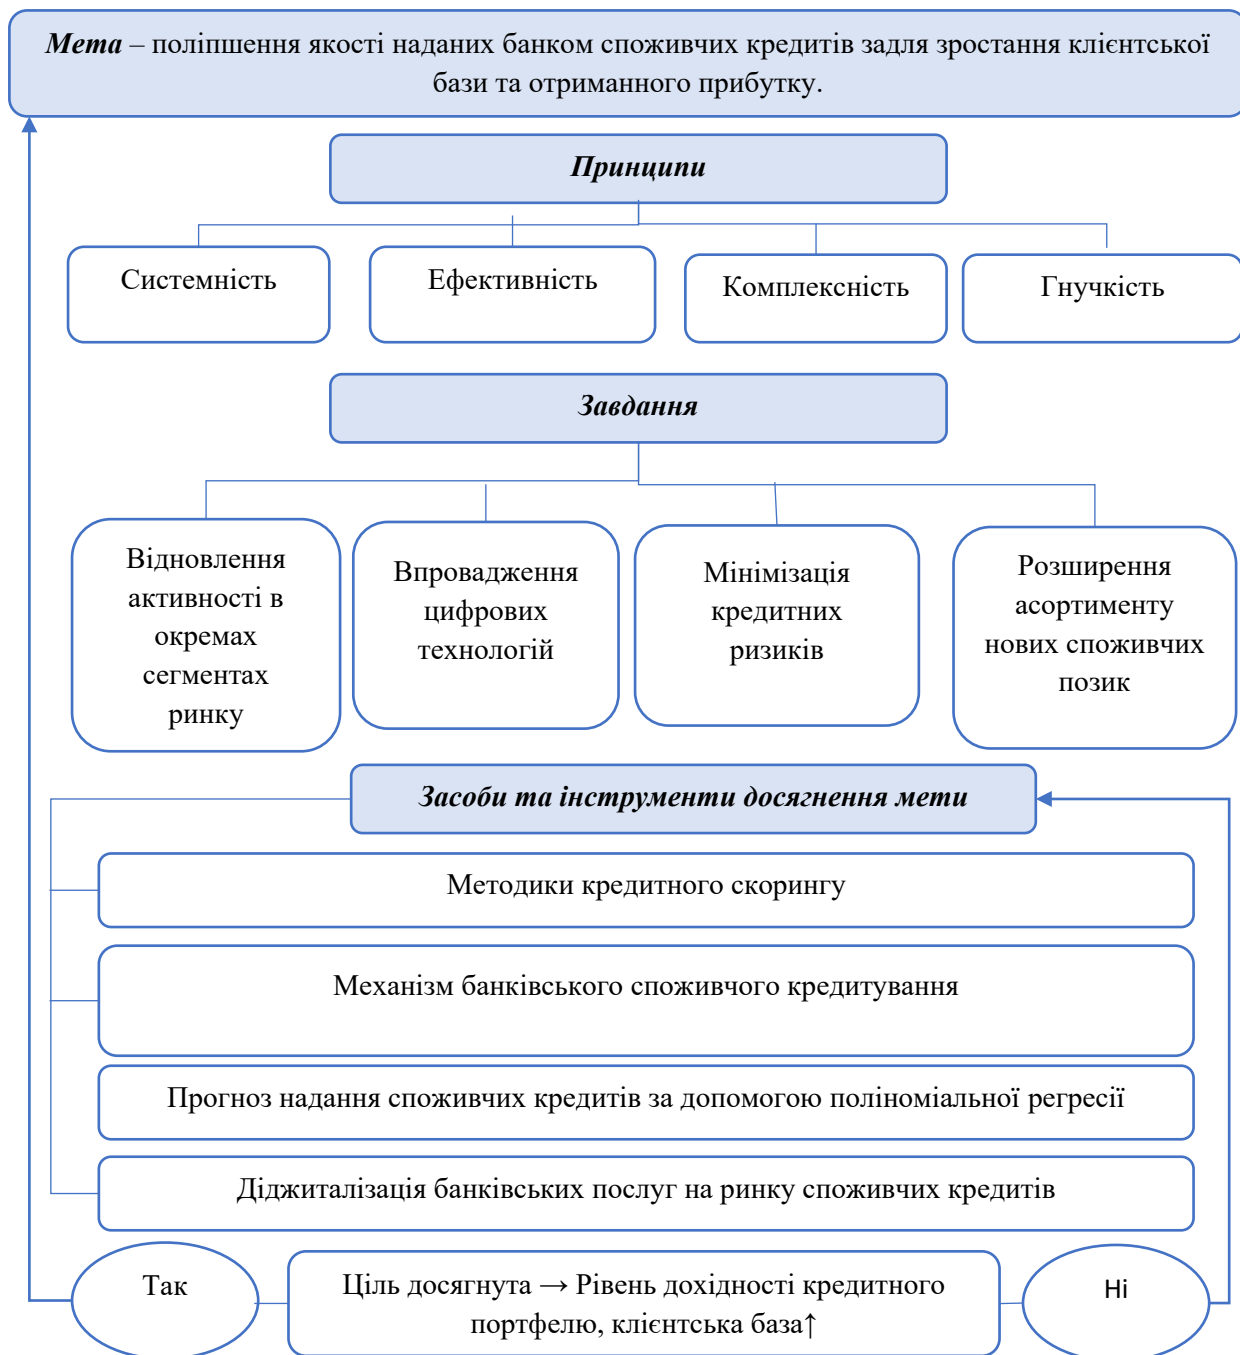 Мета – поліпшення якості наданих банком споживчих кредитів задля зростання клієнтської
бази та отриманного прибутку.
Принципи
Системність
Ефективність
Комплексність
Гнучкість
Завдання
Відновлення
активності в
окремах
сегментах
ринку
Впровадження
цифрових
технологій
Мінімізація
кредитних
ризиків
Розширення
асортименту
нових споживчих
позик
Засоби та інструменти досягнення мети
Методики кредитного скорингу
Механізм банківського споживчого кредитування
Прогноз надання споживчих кредитів за допомогою поліноміальної регресії
Діджиталізація банківських послуг на ринку споживчих кредитів
Так
Ціль досягнута → Рівень дохідності кредитного
портфелю, клієнтська база↑
Ні